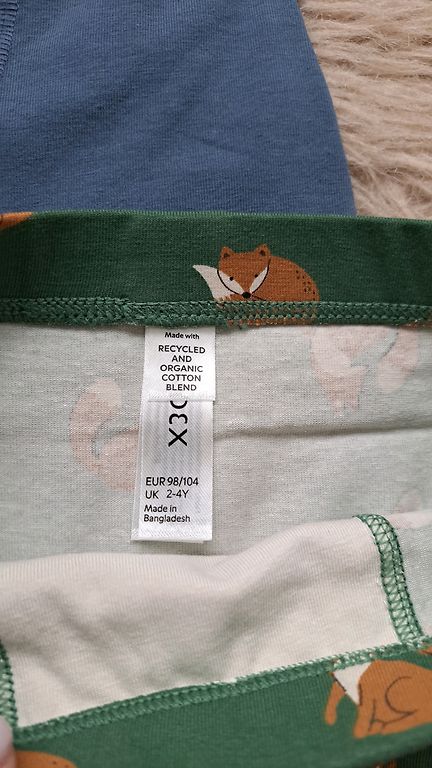 Made with
RECYCLED
AND
ORGANIC
COTTON
BLEND
EUR 98/104
UK 2-4Y
Made in
Bangladesh